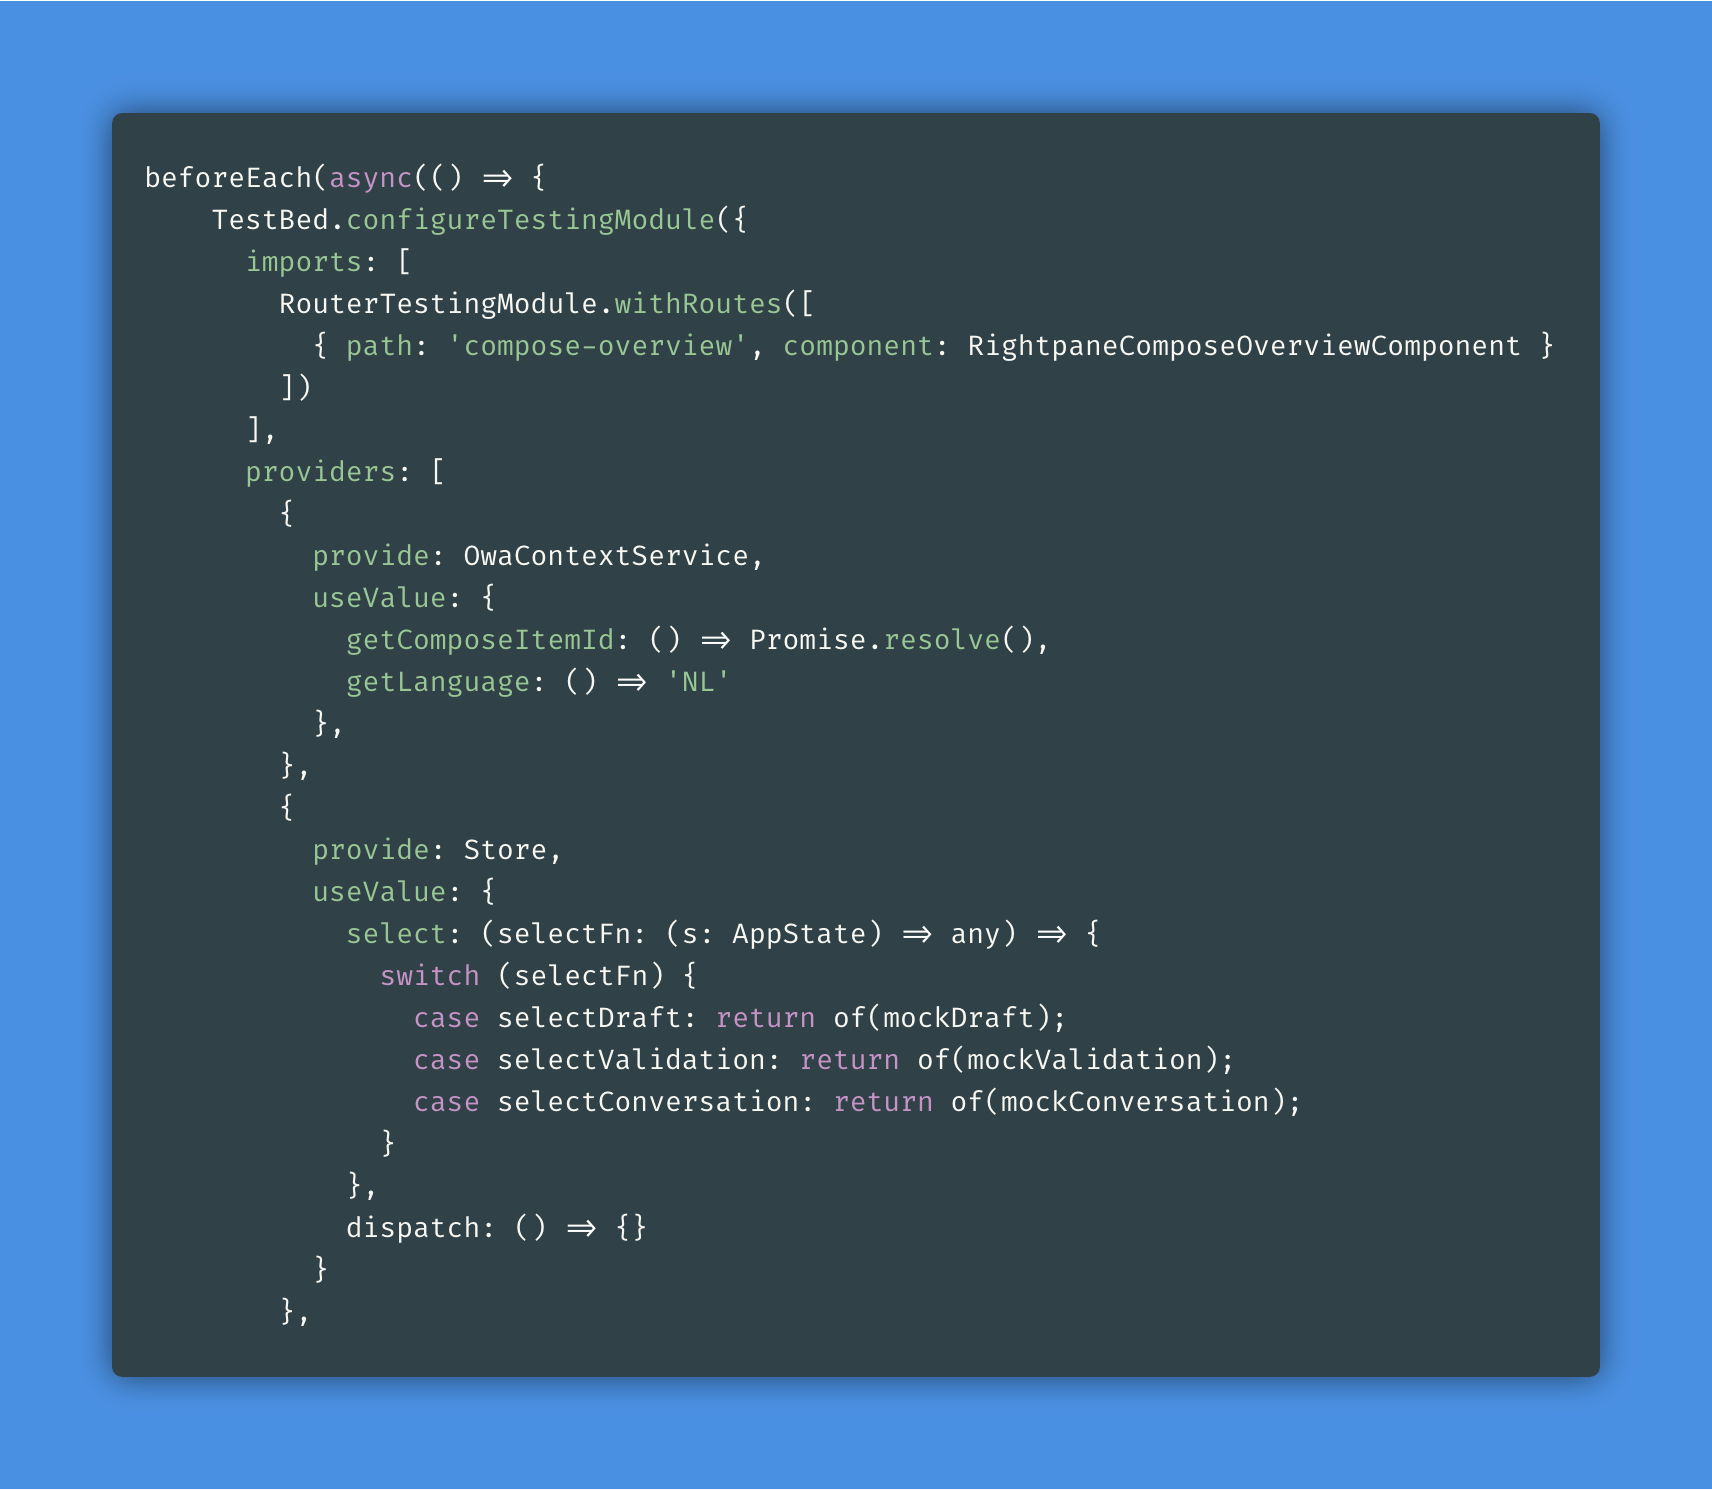 beforeEach(async(() => {
    TestBed.configureTestingModule({
      imports: [
        RouterTestingModule.withRoutes([
          { path: 'compose-overview', component: RightpaneComposeOverviewComponent }
        ])
      ],
      providers: [
        {
          provide: OwaContextService,
          useValue: {
            getComposeItemId: () => Promise.resolve(),
            getLanguage: () => 'NL'
          },
        },
        {
          provide: Store,
          useValue: {
            select: (selectFn: (s: AppState) => any) => {
              switch (selectFn) {
                case selectDraft: return of(mockDraft);
                case selectValidation: return of(mockValidation);
                case selectConversation: return of(mockConversation);
              }
            },
            dispatch: () => {}
          }
        },